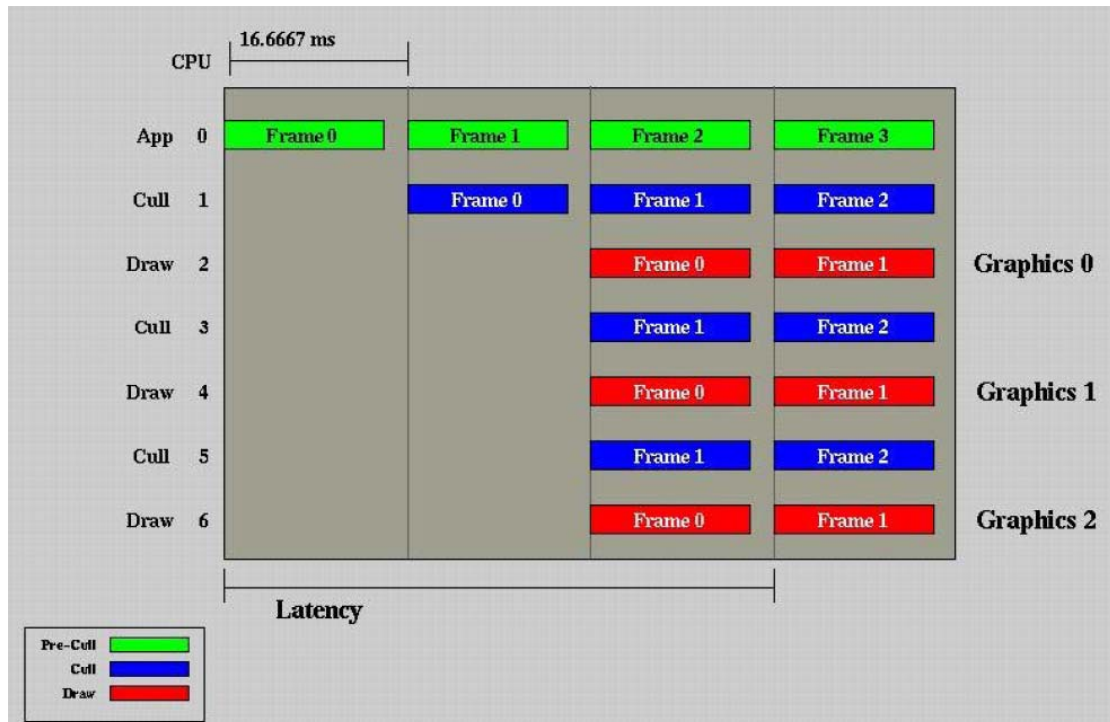 16.6667 ms
CPU
App 0 Frame 0 Frame 1 Frame 2 Frame 3
Cull 1 Frame 0 Frame 1 Frame 2
Draw 2 Frame 0 Frame 1 Graphics 0
Cull 3 Frame 1 Frame 2
Draw 4 Frame 0 Frame 1 Graphics 1
Cull 5 Frame 1 Frame 2
Draw 6 Frame 0 Frame 1 Graphics 2
Latency
Pre-Cull
Cull
Draw